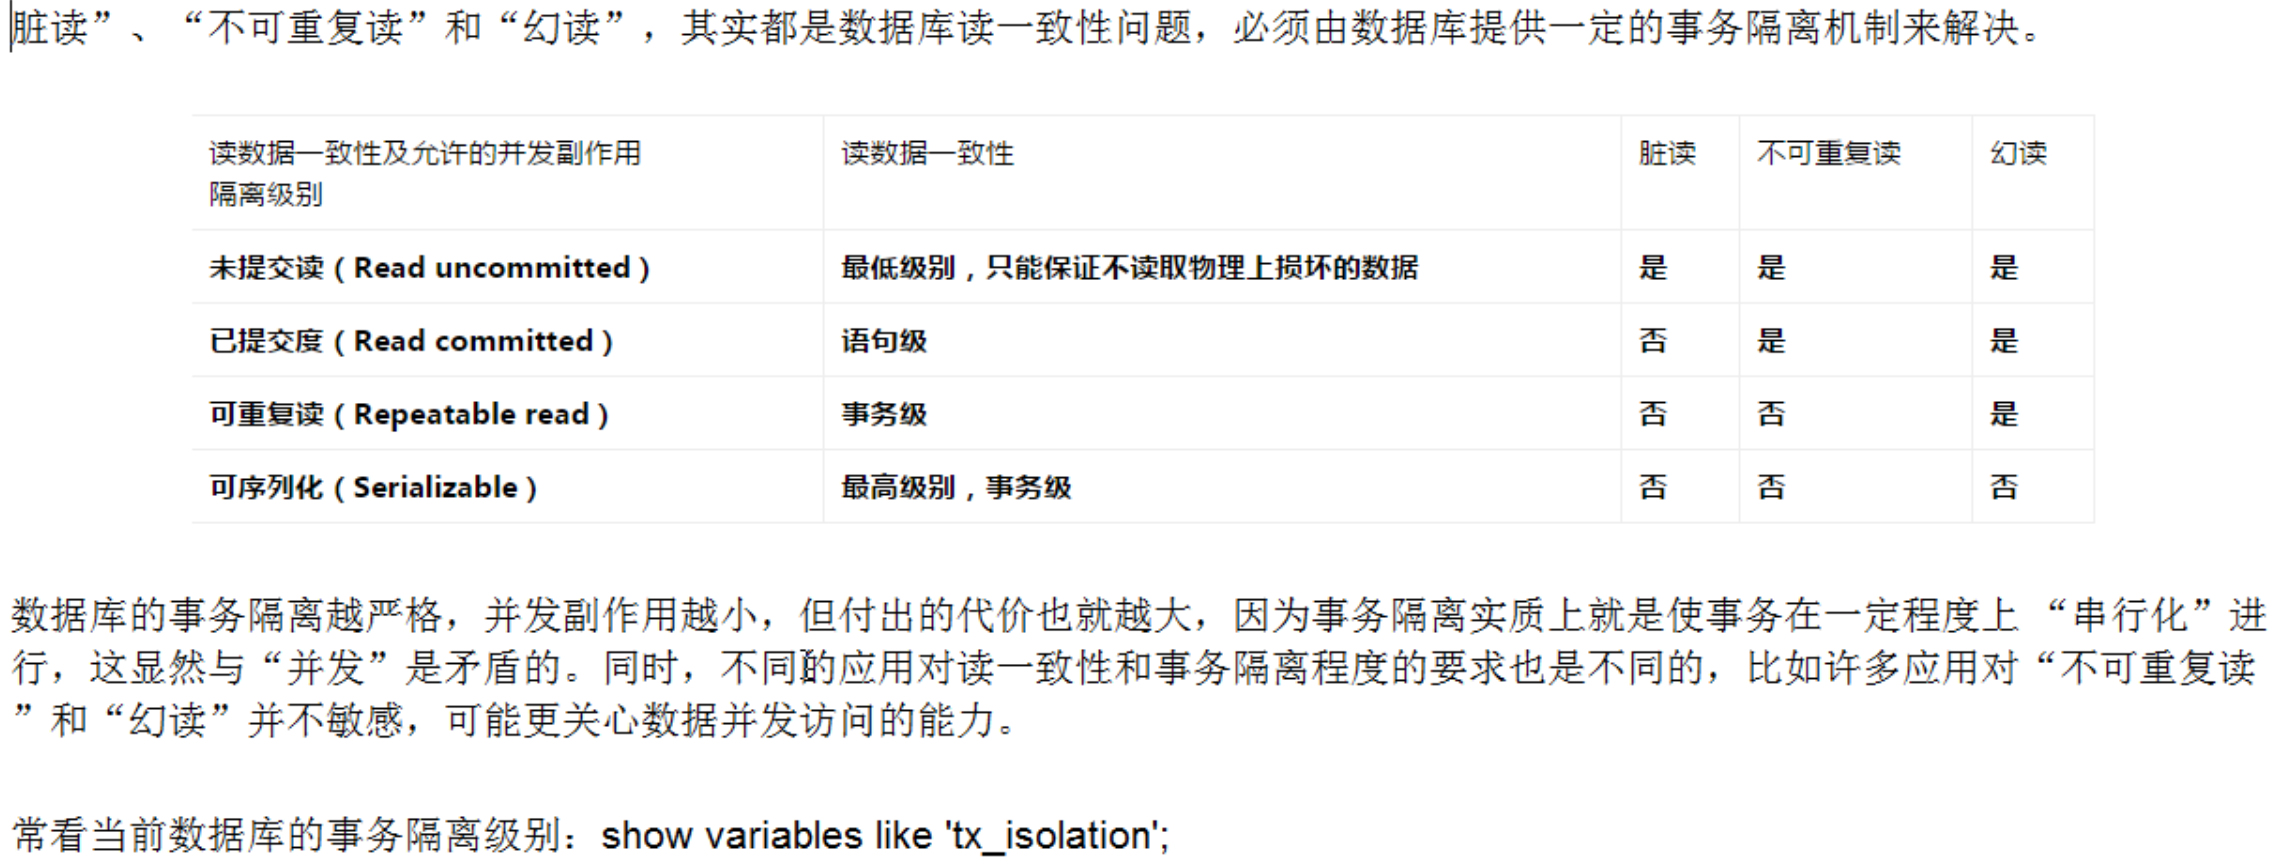 脏读”、“不可重复读”和“幻读”，其实都是数据库读一致性问题，必须由数据库提供一定的事务隔离机制来解决。
读数据一致性及允许的并发副作用 读数据一致性 脏读 不可重复读 幻读
隔离级别
未提交读（Read uncommitted） 最低级别，只能保证不读取物理上损坏的数据 是 是 是
已提交度（Read committed） 语句级 否 是 是
可重复读（Repeatable read） 事务级 否 否 是
可序列化（Serializable） 最高级别，事务级 否 否 否
数据库的事务隔离越严格，并发副作用越小，但付出的代价也就越大，因为事务隔离实质上就是使事务在一定程度上 “串行化”进
行，这显然与“并发”是矛盾的。同时，不同的应用对读一致性和事务隔离程度的要求也是不同的，比如许多应用对“不可重复读
”和“幻读”并不敏感，可能更关心数据并发访问的能力。
常看当前数据库的事务隔离级别：show variables like 'tx_isolation';